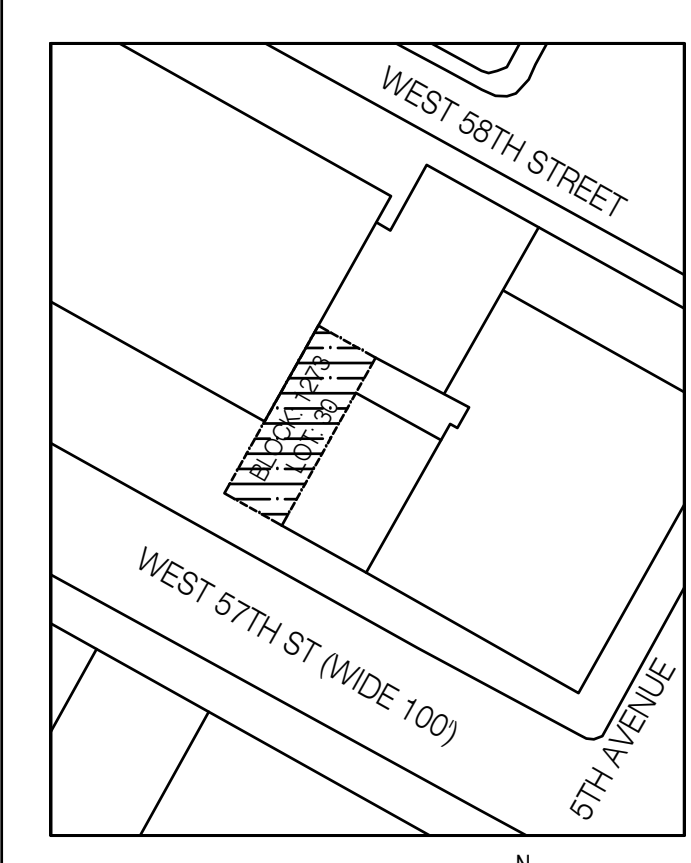 WEST 58TH STREET
BLOCK: 1273
LOT: 30
WEST 57TH ST (WIDE 100')
5TH AVENUE
N